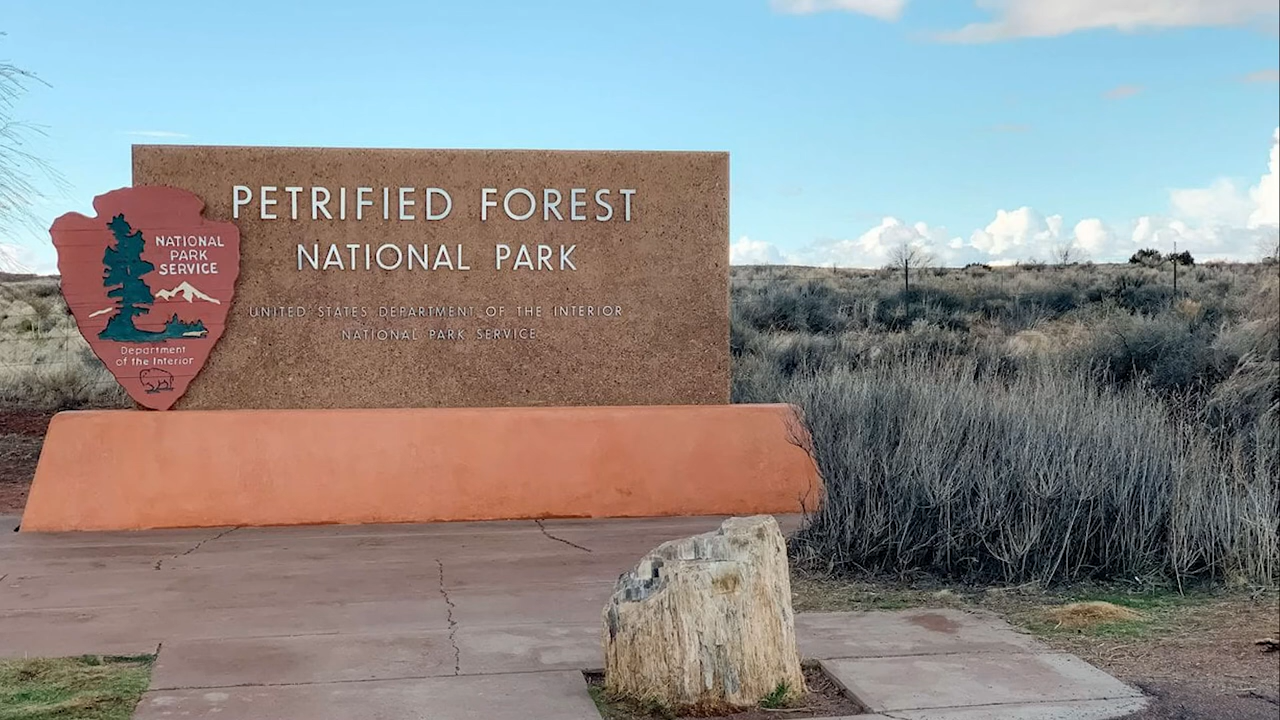 PETRIFIED FOREST
NATIONAL PARK
UNITED STATES DEPARTMENT OF THE INTERIOR
NATIONAL PARK SERVICE
NATIONAL
PARK
SERVICE
Department
of the Interior